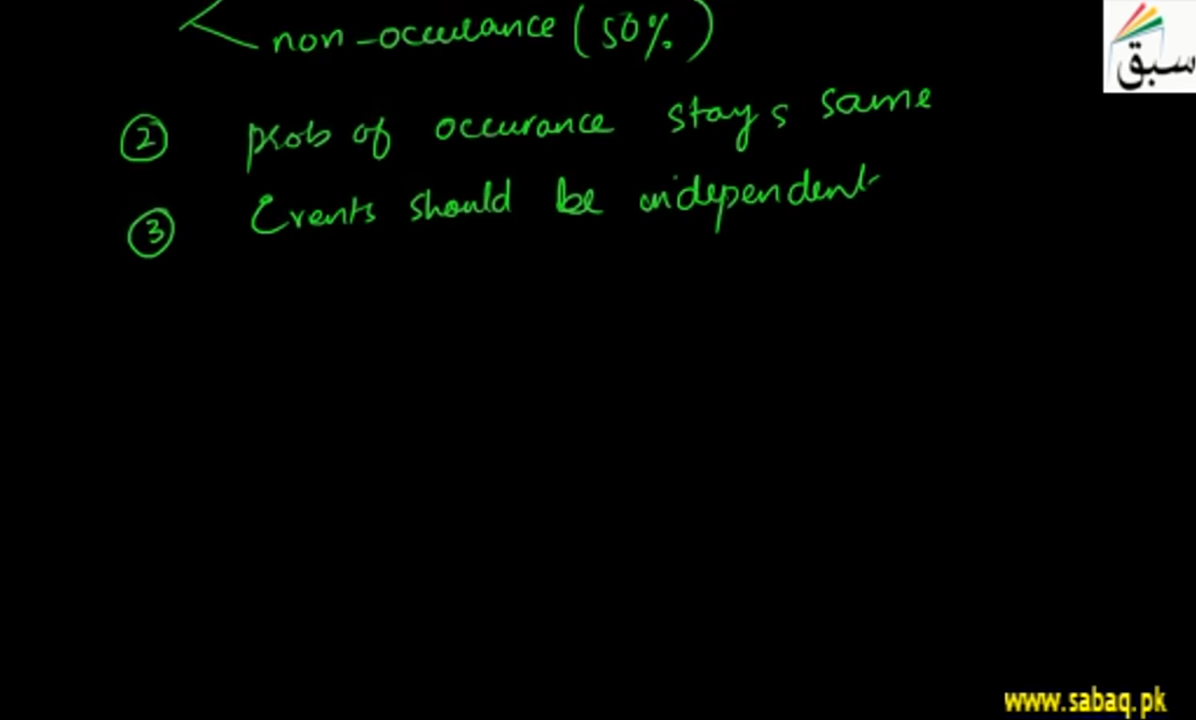 non-occurance (50%)
سبق
② prob of occurance stays same
③ Events should be independent
www.sabaq.pk